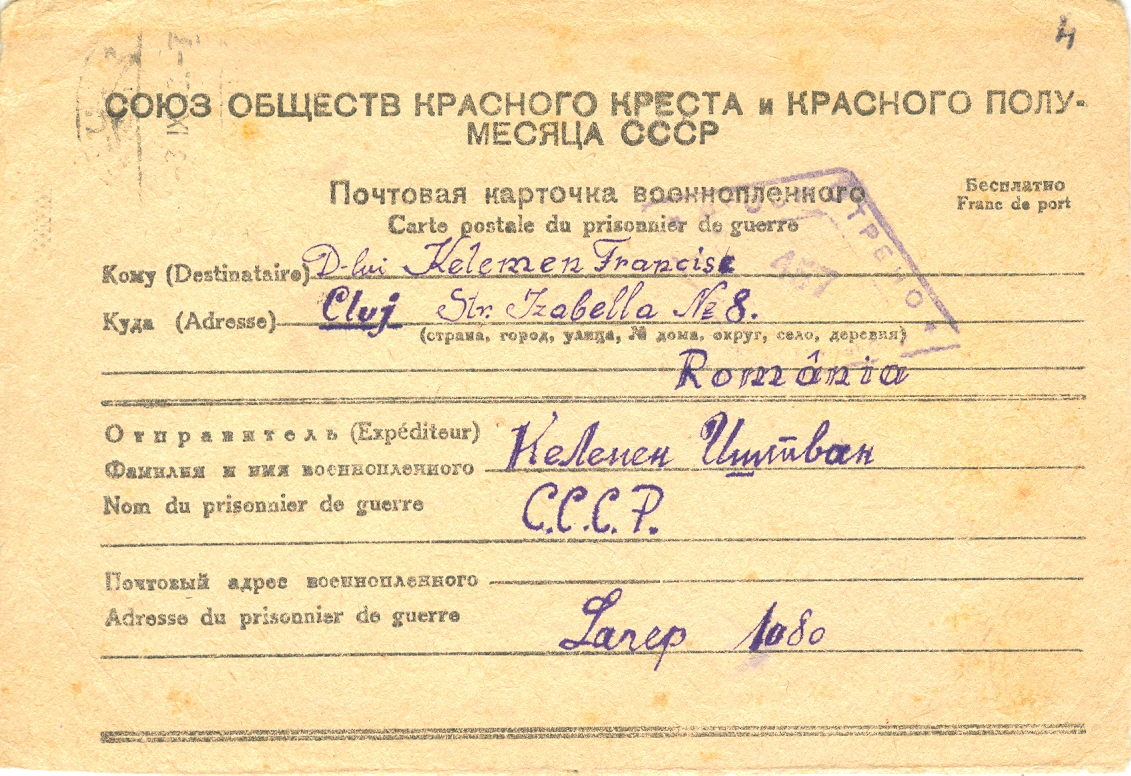 4
СОЮЗ ОБЩЕСТВ КРАСНОГО КРЕСТА и КРАСНОГО ПОЛУ-
МЕСЯЦА СССР
Почтовая карточка военнопленного
Бесплатно
Carte postale du prisonnier de guerre
Franc de port
Кому (Destinataire) D-lui Kelemen Francisc
Куда (Adresse) Cluj Str. Izabella № 8.
(страна, город, улица, № дома, округ, село, деревня)
România
Отправитель (Expéditeur)
Фамилия и имя военнопленного Келемен Иштван
Nom du prisonnier de guerre С.С.С.Р.
Почтовый адрес военнопленного
Adresse du prisonnier de guerre Лагер 1080